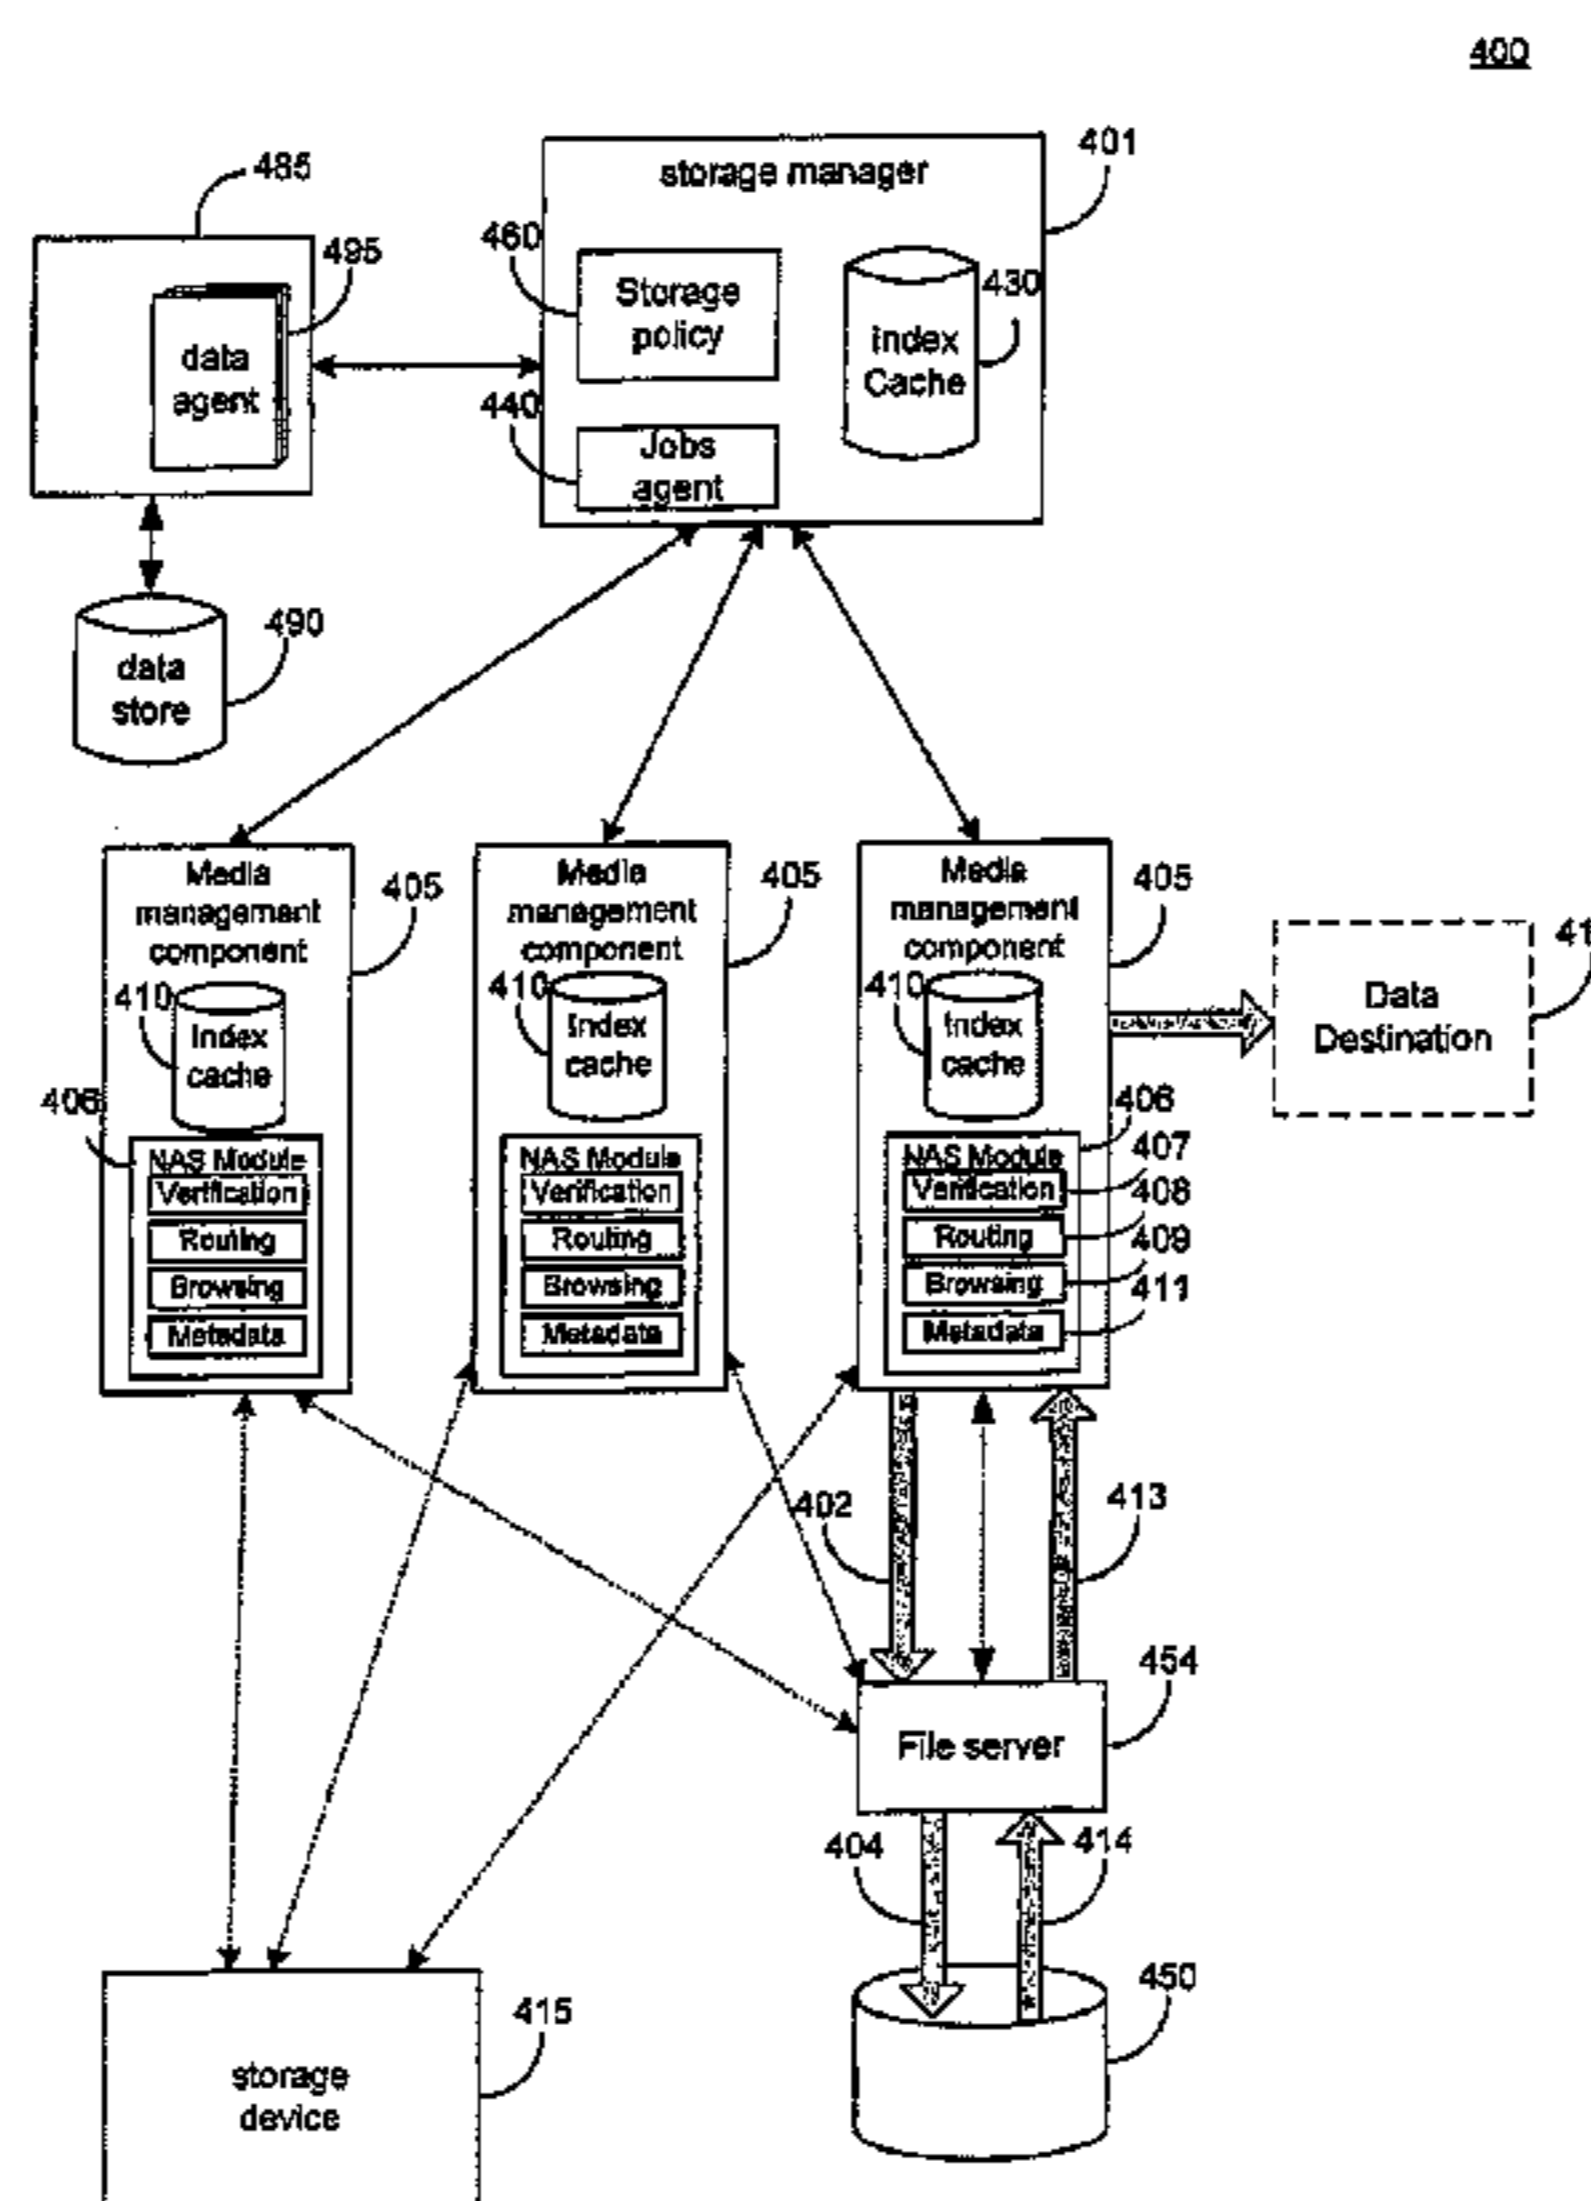 400
401
storage manager
485
460
495
430
Storage
policy
Index
Cache
data
agent
440
Jobs
agent
490
data
store
Media
management
component
405
Media
management
component
405
Media
management
component
405
410
Index
cache
410
Index
cache
410
Index
cache
Data
Destination
406
NAS Module
Verification
Routing
Browsing
Metadata
NAS Module
Verification
Routing
Browsing
Metadata
406
NAS Module
Verification
Routing
Browsing
Metadata
407
408
409
411
402
413
454
File server
404
414
450
415
storage
device